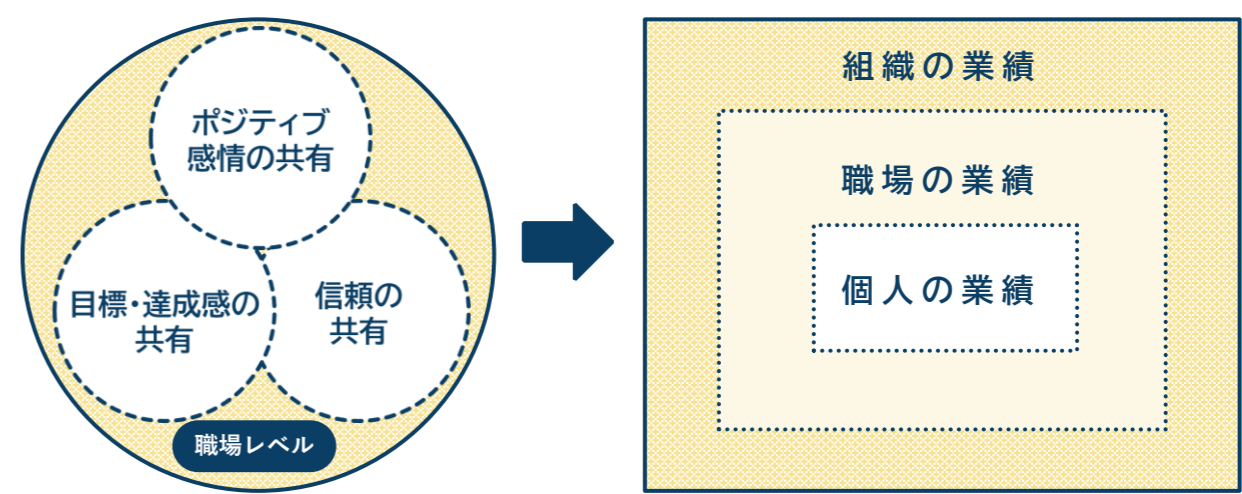 ポジティブ
感情の共有
目標・達成感の
共有
信頼の
共有
職場レベル
組織の業績
職場の業績
個人の業績